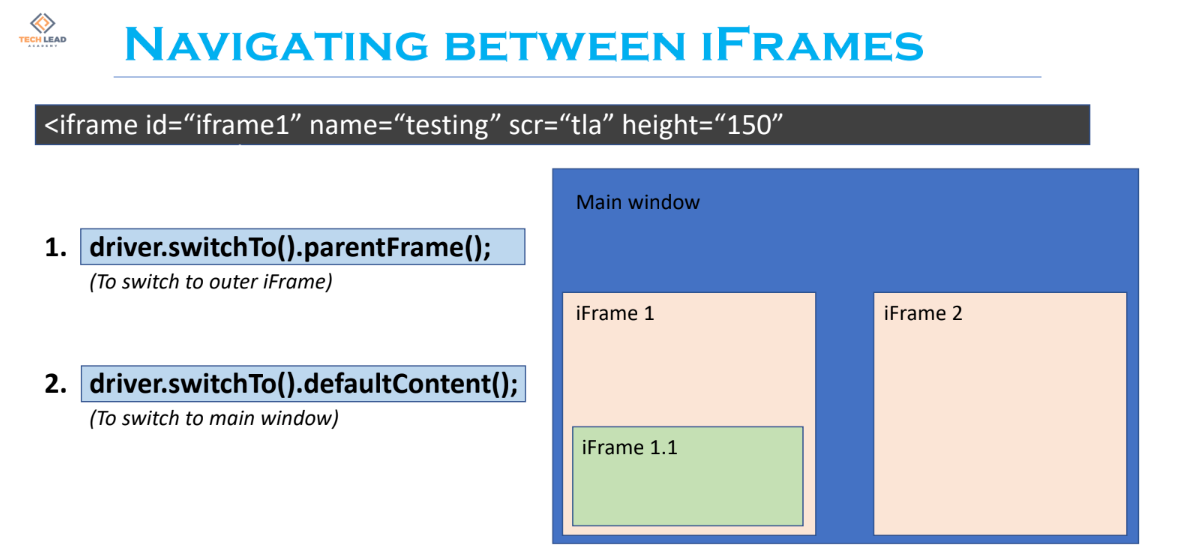 TECH LEAD
ACADEMY
NAVIGATING BETWEEN IFRAMES
<iframe id=“iframe1” name=“testing” scr=“tla” height=“150”
Main window
1. driver.switchTo().parentFrame();
(To switch to outer iFrame)
iFrame 1
iFrame 2
2. driver.switchTo().defaultContent();
(To switch to main window)
iFrame 1.1